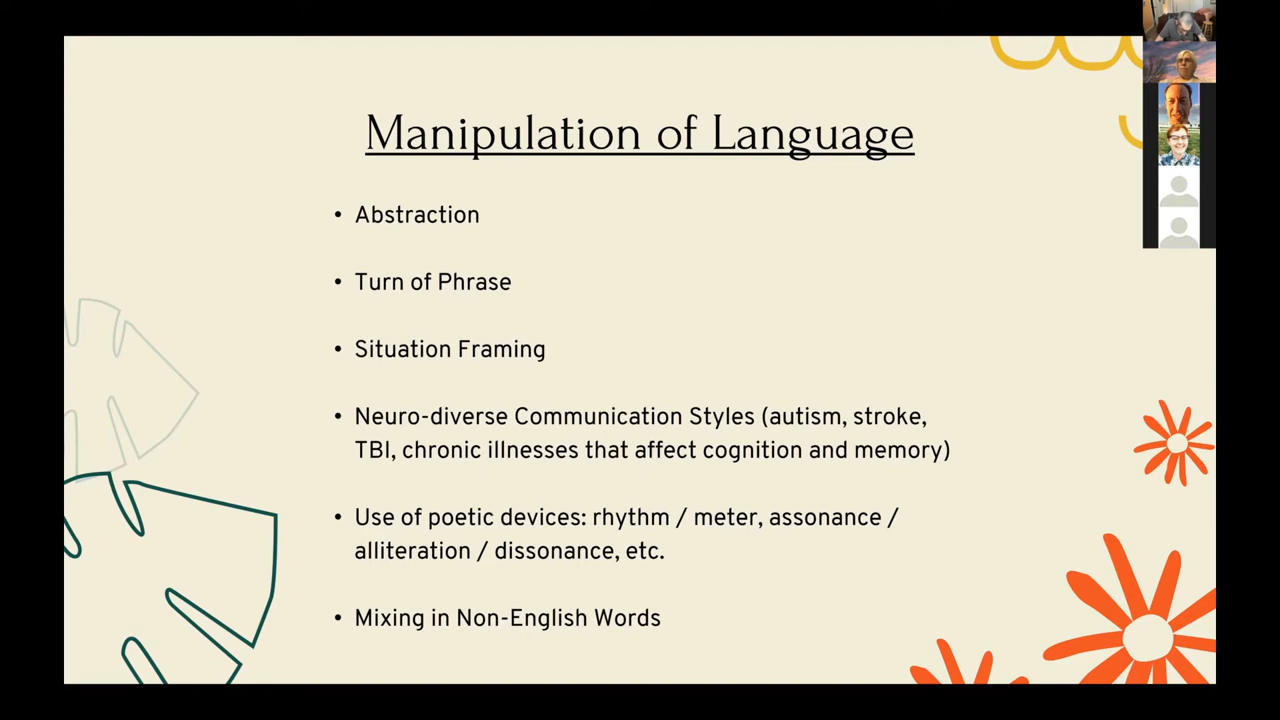 Manipulation of Language
• Abstraction
• Turn of Phrase
• Situation Framing
• Neuro-diverse Communication Styles (autism, stroke,
TBI, chronic illnesses that affect cognition and memory)
• Use of poetic devices: rhythm / meter, assonance /
alliteration / dissonance, etc.
• Mixing in Non-English Words